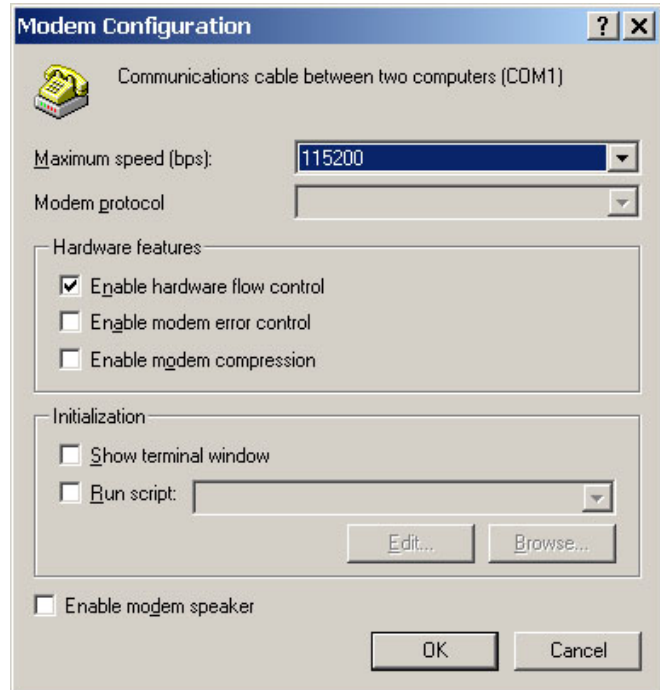 Modem Configuration
Communications cable between two computers (COM1)
Maximum speed (bps): 115200
Modem protocol
Hardware features
Enable hardware flow control
Enable modem error control
Enable modem compression
Initialization
Show terminal window
Run script:
Edit... Browse...
Enable modem speaker
OK Cancel